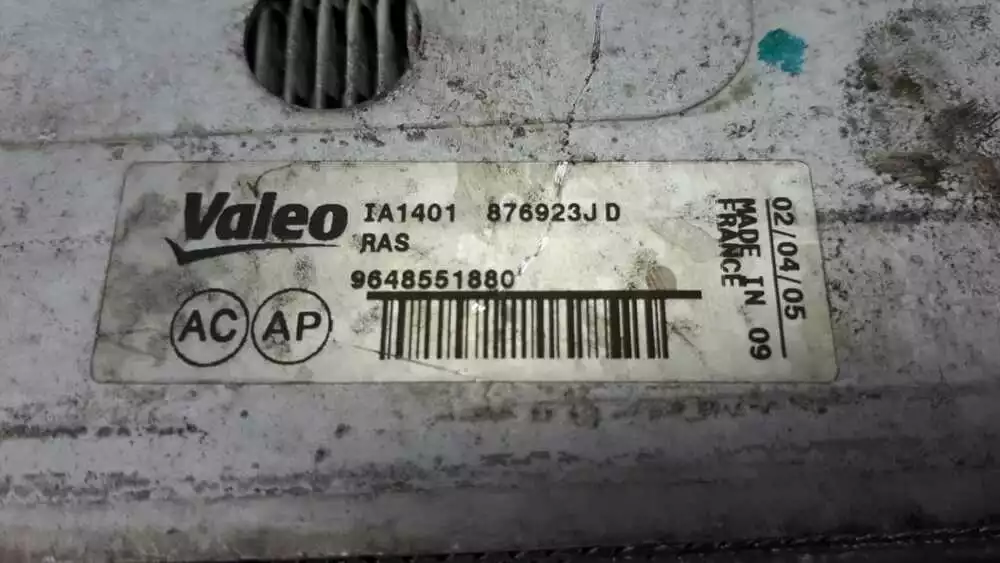 Valeo
IA1401 876923J D
RAS
9648551880
AC AP
02/04/05
MADE IN 09
FRANCE